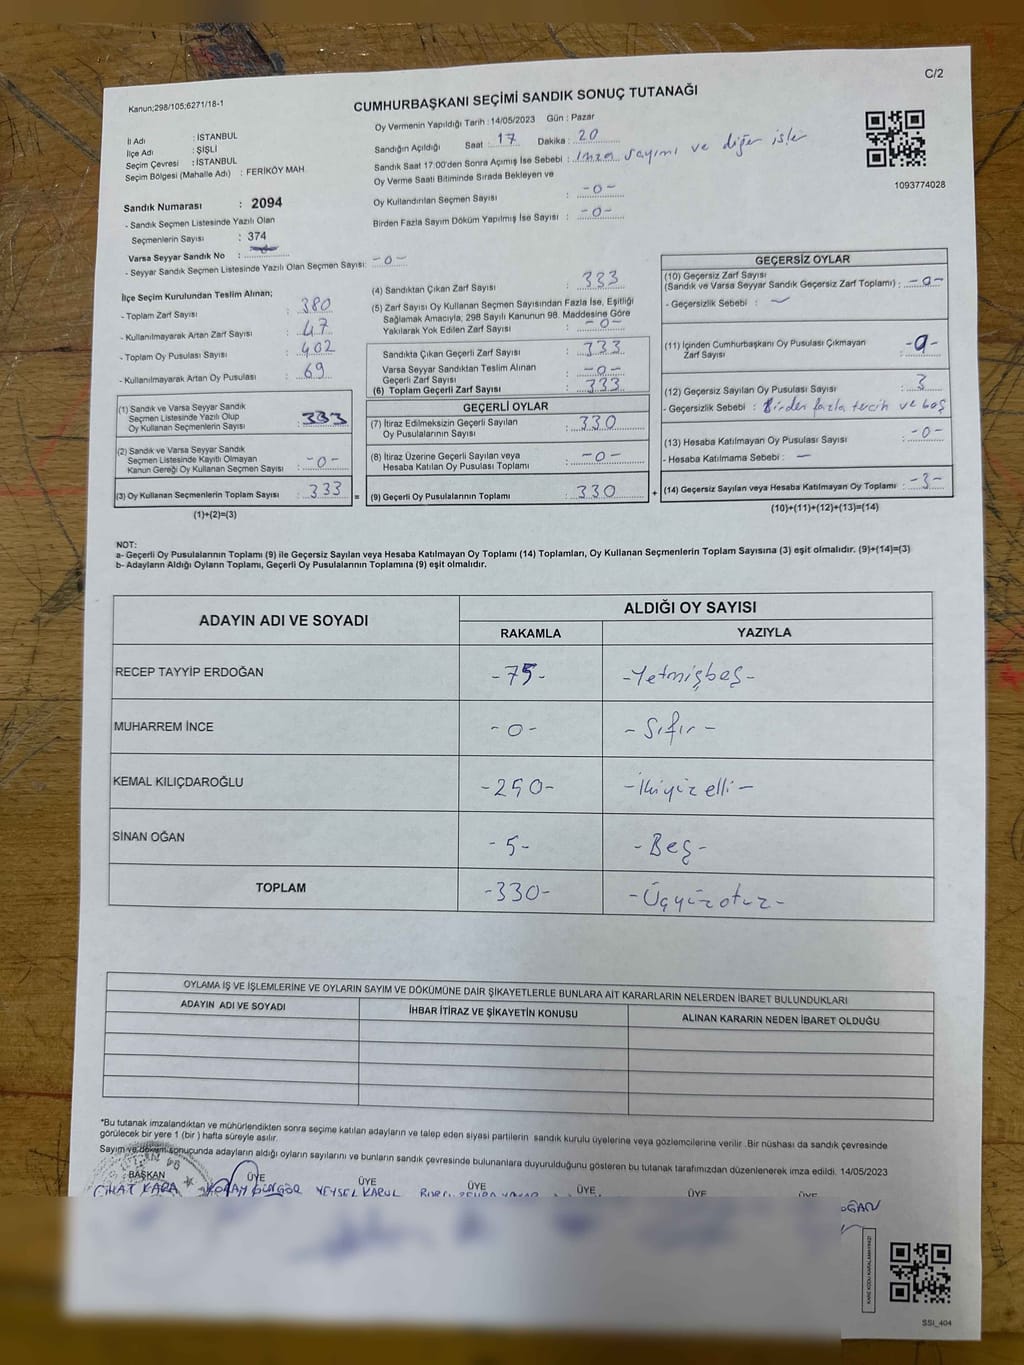 C/2
Kanun;298/105;6271/18-1
CUMHURBAŞKANI SEÇİMİ SANDIK SONUÇ TUTANAĞI
Oy Vermenin Yapıldığı Tarih : 14/05/2023 Gün : Pazar
İl Adı : İSTANBUL
İlçe Adı : ŞİŞLİ
Seçim Çevresi : İSTANBUL
Seçim Bölgesi (Mahalle Adı) : FERİKÖY MAH
Sandığın Açıldığı Saat : 17 Dakika : 20
Sandık Saat 17:00'den Sonra Açımış İse Sebebi : İmza sayımı ve diğer işler
Oy Verme Saati Bitiminde Sırada Bekleyen ve
Oy Kullandırılan Seçmen Sayısı : -0-
Birden Fazla Sayım Döküm Yapılmış İse Sayısı : -0-
1093774028
Sandık Numarası : 2094
- Sandık Seçmen Listesinde Yazılı Olan
Seçmenlerin Sayısı : 374
Varsa Seyyar Sandık No :
- Seyyar Sandık Seçmen Listesinde Yazılı Olan Seçmen Sayısı: -0-
İlçe Seçim Kurulundan Teslim Alınan;
- Toplam Zarf Sayısı : 380
- Kullanılmayarak Artan Zarf Sayısı : 47
- Toplam Oy Pusulası Sayısı : 402
- Kullanılmayarak Artan Oy Pusulası : 69
(1) Sandık ve Varsa Seyyar Sandık
Seçmen Listesinde Yazılı Olup
Oy Kullanan Seçmenlerin Sayısı : 333
(2) Sandık ve Varsa Seyyar Sandık
Seçmen Listesinde Kayıtlı Olmayan
Kanun Gereği Oy Kullanan Seçmen Sayısı : -0-
(3) Oy Kullanan Seçmenlerin Toplam Sayısı : 333 =
(1)+(2)=(3)
(4) Sandıktan Çıkan Zarf Sayısı : 333
(5) Zarf Sayısı Oy Kullanan Seçmen Sayısından Fazla İse, Eşitliği
Sağlamak Amacıyla, 298 Sayılı Kanunun 98. Maddesine Göre
Yakılarak Yok Edilen Zarf Sayısı : -0-
Sandıkta Çıkan Geçerli Zarf Sayısı : 333
Varsa Seyyar Sandıktan Teslim Alınan
Geçerli Zarf Sayısı : -0-
(6) Toplam Geçerli Zarf Sayısı : 333
GEÇERLİ OYLAR
(7) İtiraz Edilmeksizin Geçerli Sayılan
Oy Pusulalarının Sayısı : 330
(8) İtiraz Üzerine Geçerli Sayılan veya
Hesaba Katılan Oy Pusulası Toplamı : -0-
(9) Geçerli Oy Pusulalarının Toplamı : 330 +
GEÇERSİZ OYLAR
(10) Geçersiz Zarf Sayısı
(Sandık ve Varsa Seyyar Sandık Geçersiz Zarf Toplamı) : -0-
- Geçersizlik Sebebi : —
(11) İçinden Cumhurbaşkanı Oy Pusulası Çıkmayan
Zarf Sayısı : -0-
(12) Geçersiz Sayılan Oy Pusulası Sayısı : 3
- Geçersizlik Sebebi : Birden fazla tercih ve boş
(13) Hesaba Katılmayan Oy Pusulası Sayısı : -0-
- Hesaba Katılmama Sebebi : —
(14) Geçersiz Sayılan veya Hesaba Katılmayan Oy Toplamı : -3-
(10)+(11)+(12)+(13)=(14)
NOT:
a- Geçerli Oy Pusulalarının Toplamı (9) ile Geçersiz Sayılan veya Hesaba Katılmayan Oy Toplamı (14) Toplamları, Oy Kullanan Seçmenlerin Toplam Sayısına (3) eşit olmalıdır. (9)+(14)=(3)
b- Adayların Aldığı Oyların Toplamı, Geçerli Oy Pusulalarının Toplamına (9) eşit olmalıdır.
ADAYIN ADI VE SOYADI
ALDIĞI OY SAYISI
RAKAMLA YAZIYLA
RECEP TAYYİP ERDOĞAN -75- -Yetmişbeş-
MUHARREM İNCE -0- -Sıfır-
KEMAL KILIÇDAROĞLU -250- -İkiyüzelli-
SİNAN OĞAN -5- -Beş-
TOPLAM -330- -Üçyüzotuz-
OYLAMA İŞ VE İŞLEMLERİNE VE OYLARIN SAYIM VE DÖKÜMÜNE DAİR ŞİKAYETLERLE BUNLARA AİT KARARLARIN NELERDEN İBARET BULUNDUKLARI
ADAYIN ADI VE SOYADI İHBAR İTİRAZ VE ŞİKAYETİN KONUSU ALINAN KARARIN NEDEN İBARET OLDUĞU
*Bu tutanak imzalandıktan ve mühürlendikten sonra seçime katılan adayların ve talep eden siyasi partilerin sandık kurulu üyelerine veya gözlemcilerine verilir .Bir nüshası da sandık çevresinde
görülecek bir yere 1 (bir ) hafta süreyle asılır.
Sayım ve döküm sonucunda adayların aldığı oyların sayılarını ve bunların sandık çevresinde bulunanlara duyurulduğunu gösteren bu tutanak tarafımızdan düzenlenerek imza edildi. 14/05/2023
BAŞKAN ÜYE ÜYE ÜYE ÜYE ÜYE ÜYE
CİHAT KARA KORAY GÜNGÖR VEYSEL KARUL
SSI_404